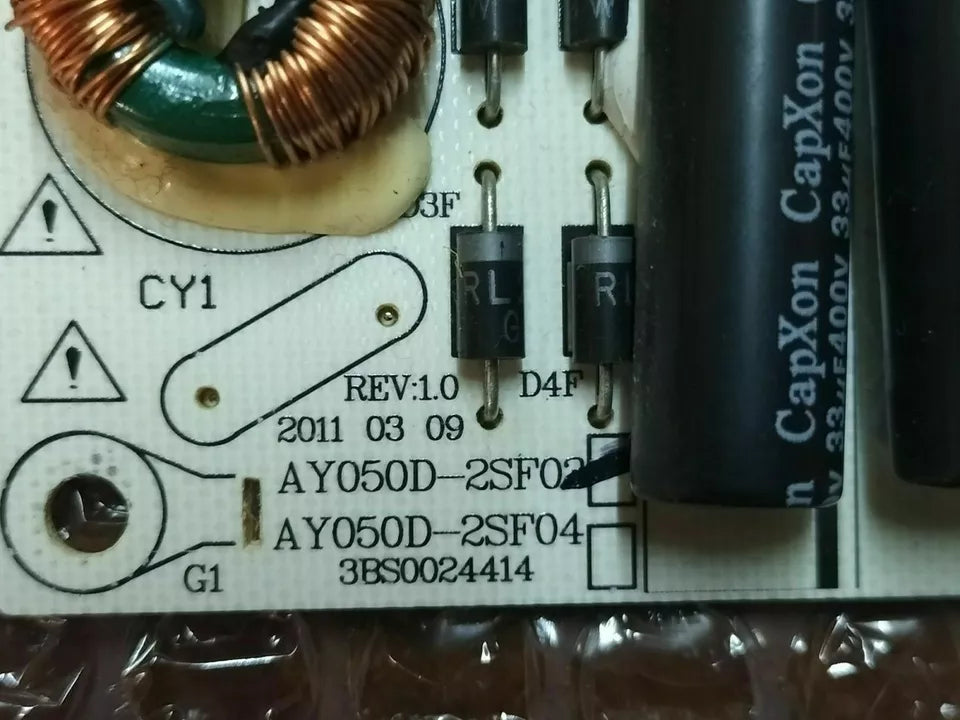 W
W
D3F
CY1
RL
G
R
REV:1.0
D4F
2011 03 09
AY050D-2SF02
AY050D-2SF04
3BS0024414
G1
CapXon CapXon
33µF400V 33µF400V